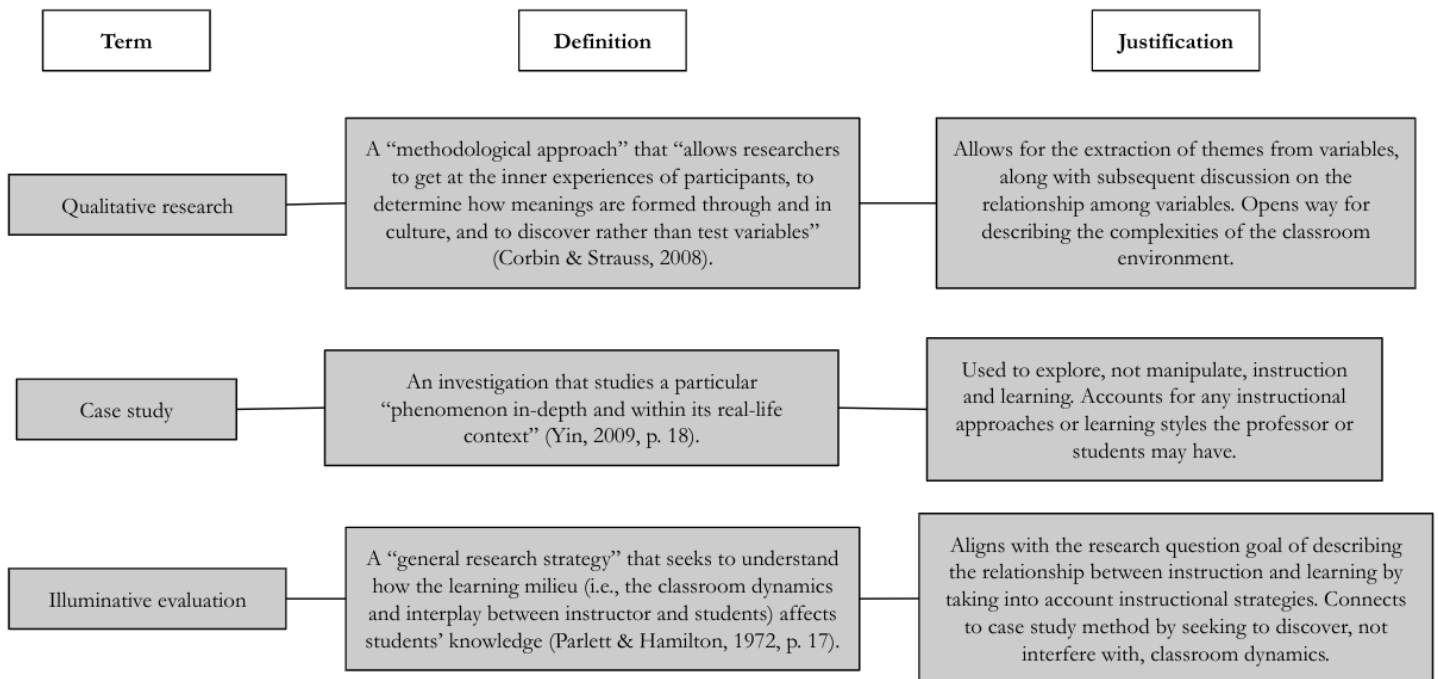 Term
Definition
Justification
Qualitative research
A “methodological approach” that “allows researchers
to get at the inner experiences of participants, to
determine how meanings are formed through and in
culture, and to discover rather than test variables”
(Corbin & Strauss, 2008).
Allows for the extraction of themes from variables,
along with subsequent discussion on the
relationship among variables. Opens way for
describing the complexities of the classroom
environment.
Case study
An investigation that studies a particular
“phenomenon in-depth and within its real-life
context” (Yin, 2009, p. 18).
Used to explore, not manipulate, instruction
and learning. Accounts for any instructional
approaches or learning styles the professor or
students may have.
Illuminative evaluation
A “general research strategy” that seeks to understand
how the learning milieu (i.e., the classroom dynamics
and interplay between instructor and students) affects
students’ knowledge (Parlett & Hamilton, 1972, p. 17).
Aligns with the research question goal of describing
the relationship between instruction and learning by
taking into account instructional strategies. Connects
to case study method by seeking to discover, not
interfere with, classroom dynamics.